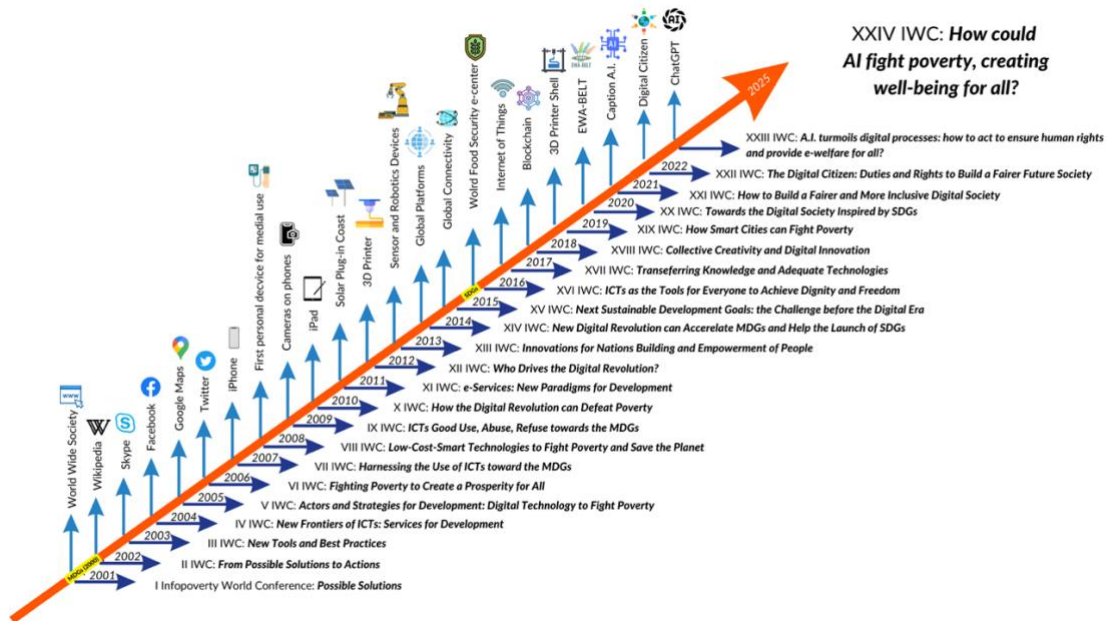 XXIV IWC: How could
AI fight poverty, creating
well-being for all?
2025
XXIII IWC: A.I. turmoils digital processes: how to act to ensure human rights
and provide e-welfare for all?
2022
XXII IWC: The Digital Citizen: Duties and Rights to Build a Fairer Future Society
2021
XXI IWC: How to Build a Fairer and More Inclusive Digital Society
2020
XX IWC: Towards the Digital Society Inspired by SDGs
2019
XIX IWC: How Smart Cities can Fight Poverty
2018
XVIII IWC: Collective Creativity and Digital Innovation
2017
XVII IWC: Transeferring Knowledge and Adequate Technologies
2016
XVI IWC: ICTs as the Tools for Everyone to Achieve Dignity and Freedom
SDGs
2015
XV IWC: Next Sustainable Development Goals: the Challenge before the Digital Era
2014
XIV IWC: New Digital Revolution can Accerelate MDGs and Help the Launch of SDGs
2013
XIII IWC: Innovations for Nations Building and Empowerment of People
2012
XII IWC: Who Drives the Digital Revolution?
2011
XI IWC: e-Services: New Paradigms for Development
2010
X IWC: How the Digital Revolution can Defeat Poverty
2009
IX IWC: ICTs Good Use, Abuse, Refuse towards the MDGs
2008
VIII IWC: Low-Cost-Smart Technologies to Fight Poverty and Save the Planet
2007
VII IWC: Harnessing the Use of ICTs toward the MDGs
2006
VI IWC: Fighting Poverty to Create a Prosperity for All
2005
V IWC: Actors and Strategies for Development: Digital Technology to Fight Poverty
2004
IV IWC: New Frontiers of ICTs: Services for Development
2003
III IWC: New Tools and Best Practices
2002
II IWC: From Possible Solutions to Actions
MDGs (2000)
2001
I Infopoverty World Conference: Possible Solutions
WWW
World Wide Society
W
Wikipedia
S
Skype
f
Facebook
Google Maps
Twitter
iPhone
First personal decvice for medial use
Cameras on phones
iPad
Solar Plug-in Coast
3D Printer
Sensor and Robotics Devices
Global Platforms
Global Connectivity
Wolrd Food Security e-center
Internet of Things
Blockchain
3D Printer Shell
EWA-BELT
EWA-BELT
AI
Caption A.I.
Digital Citizen
AI
ChatGPT